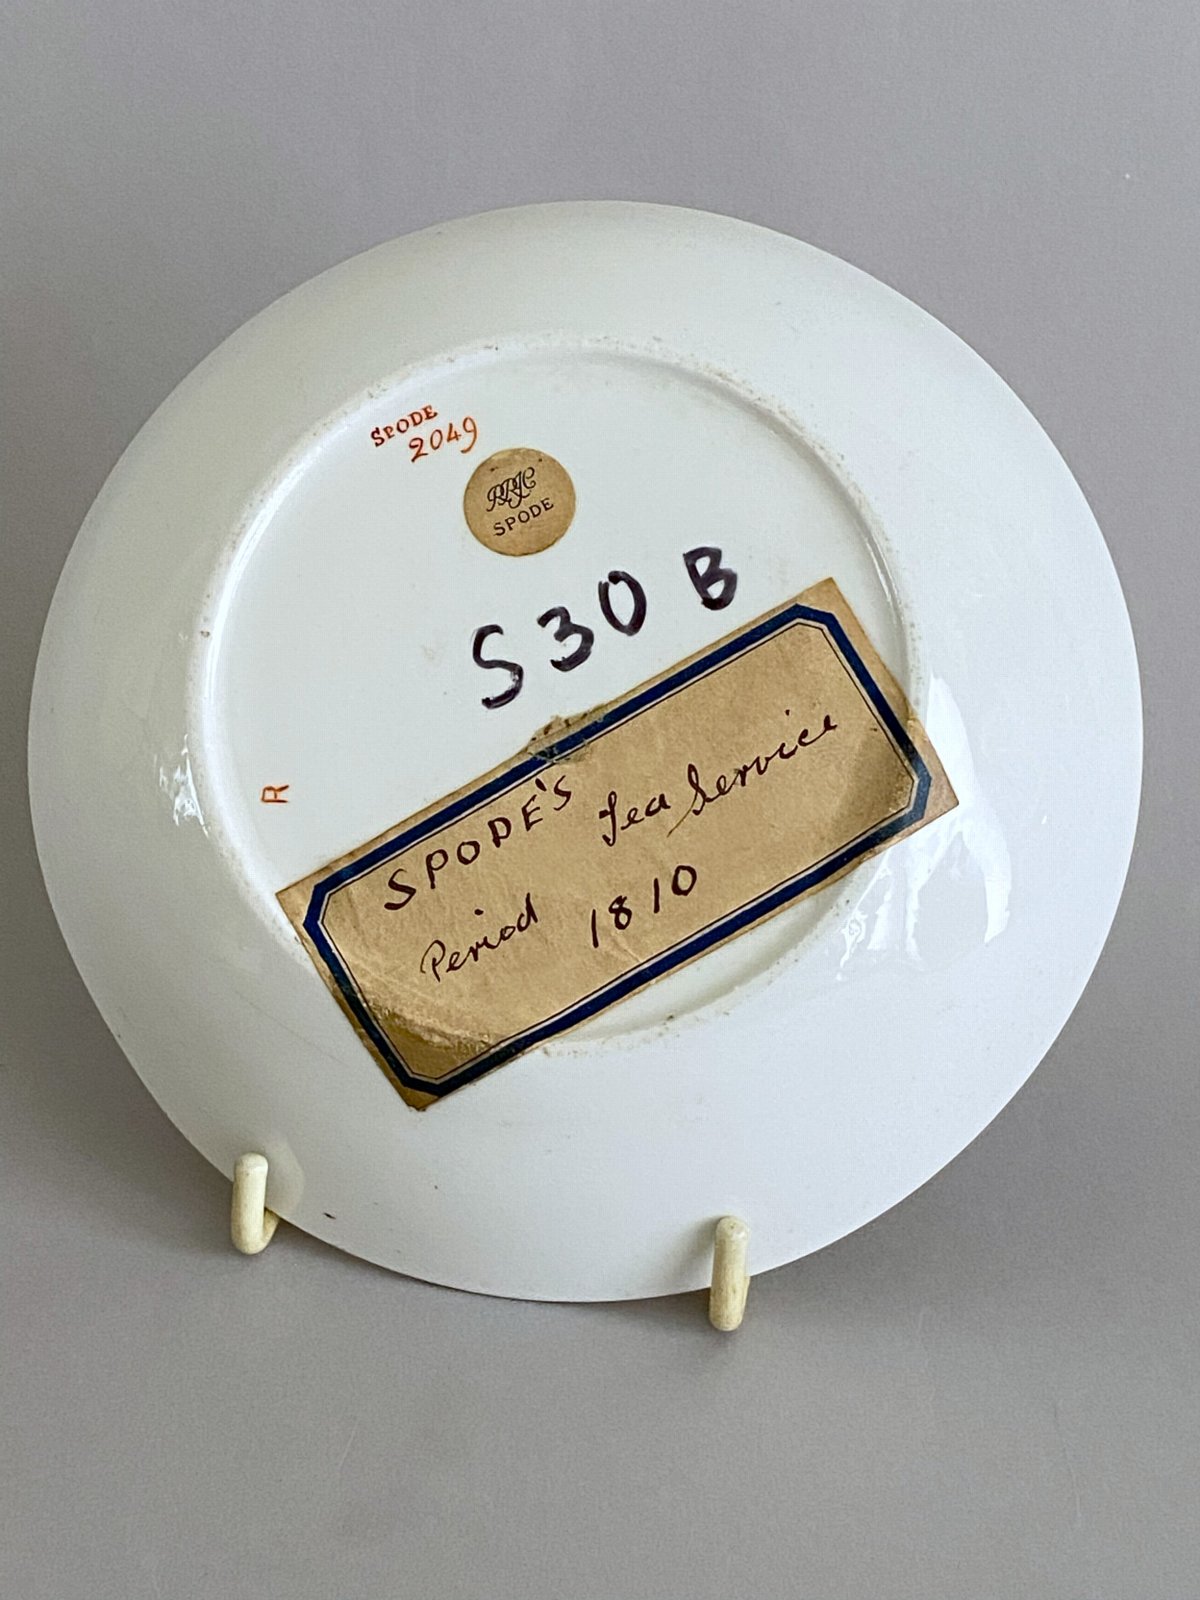 SPODE
2049
SPODE
S30 B
R
SPODE'S Tea Service
Period 1810